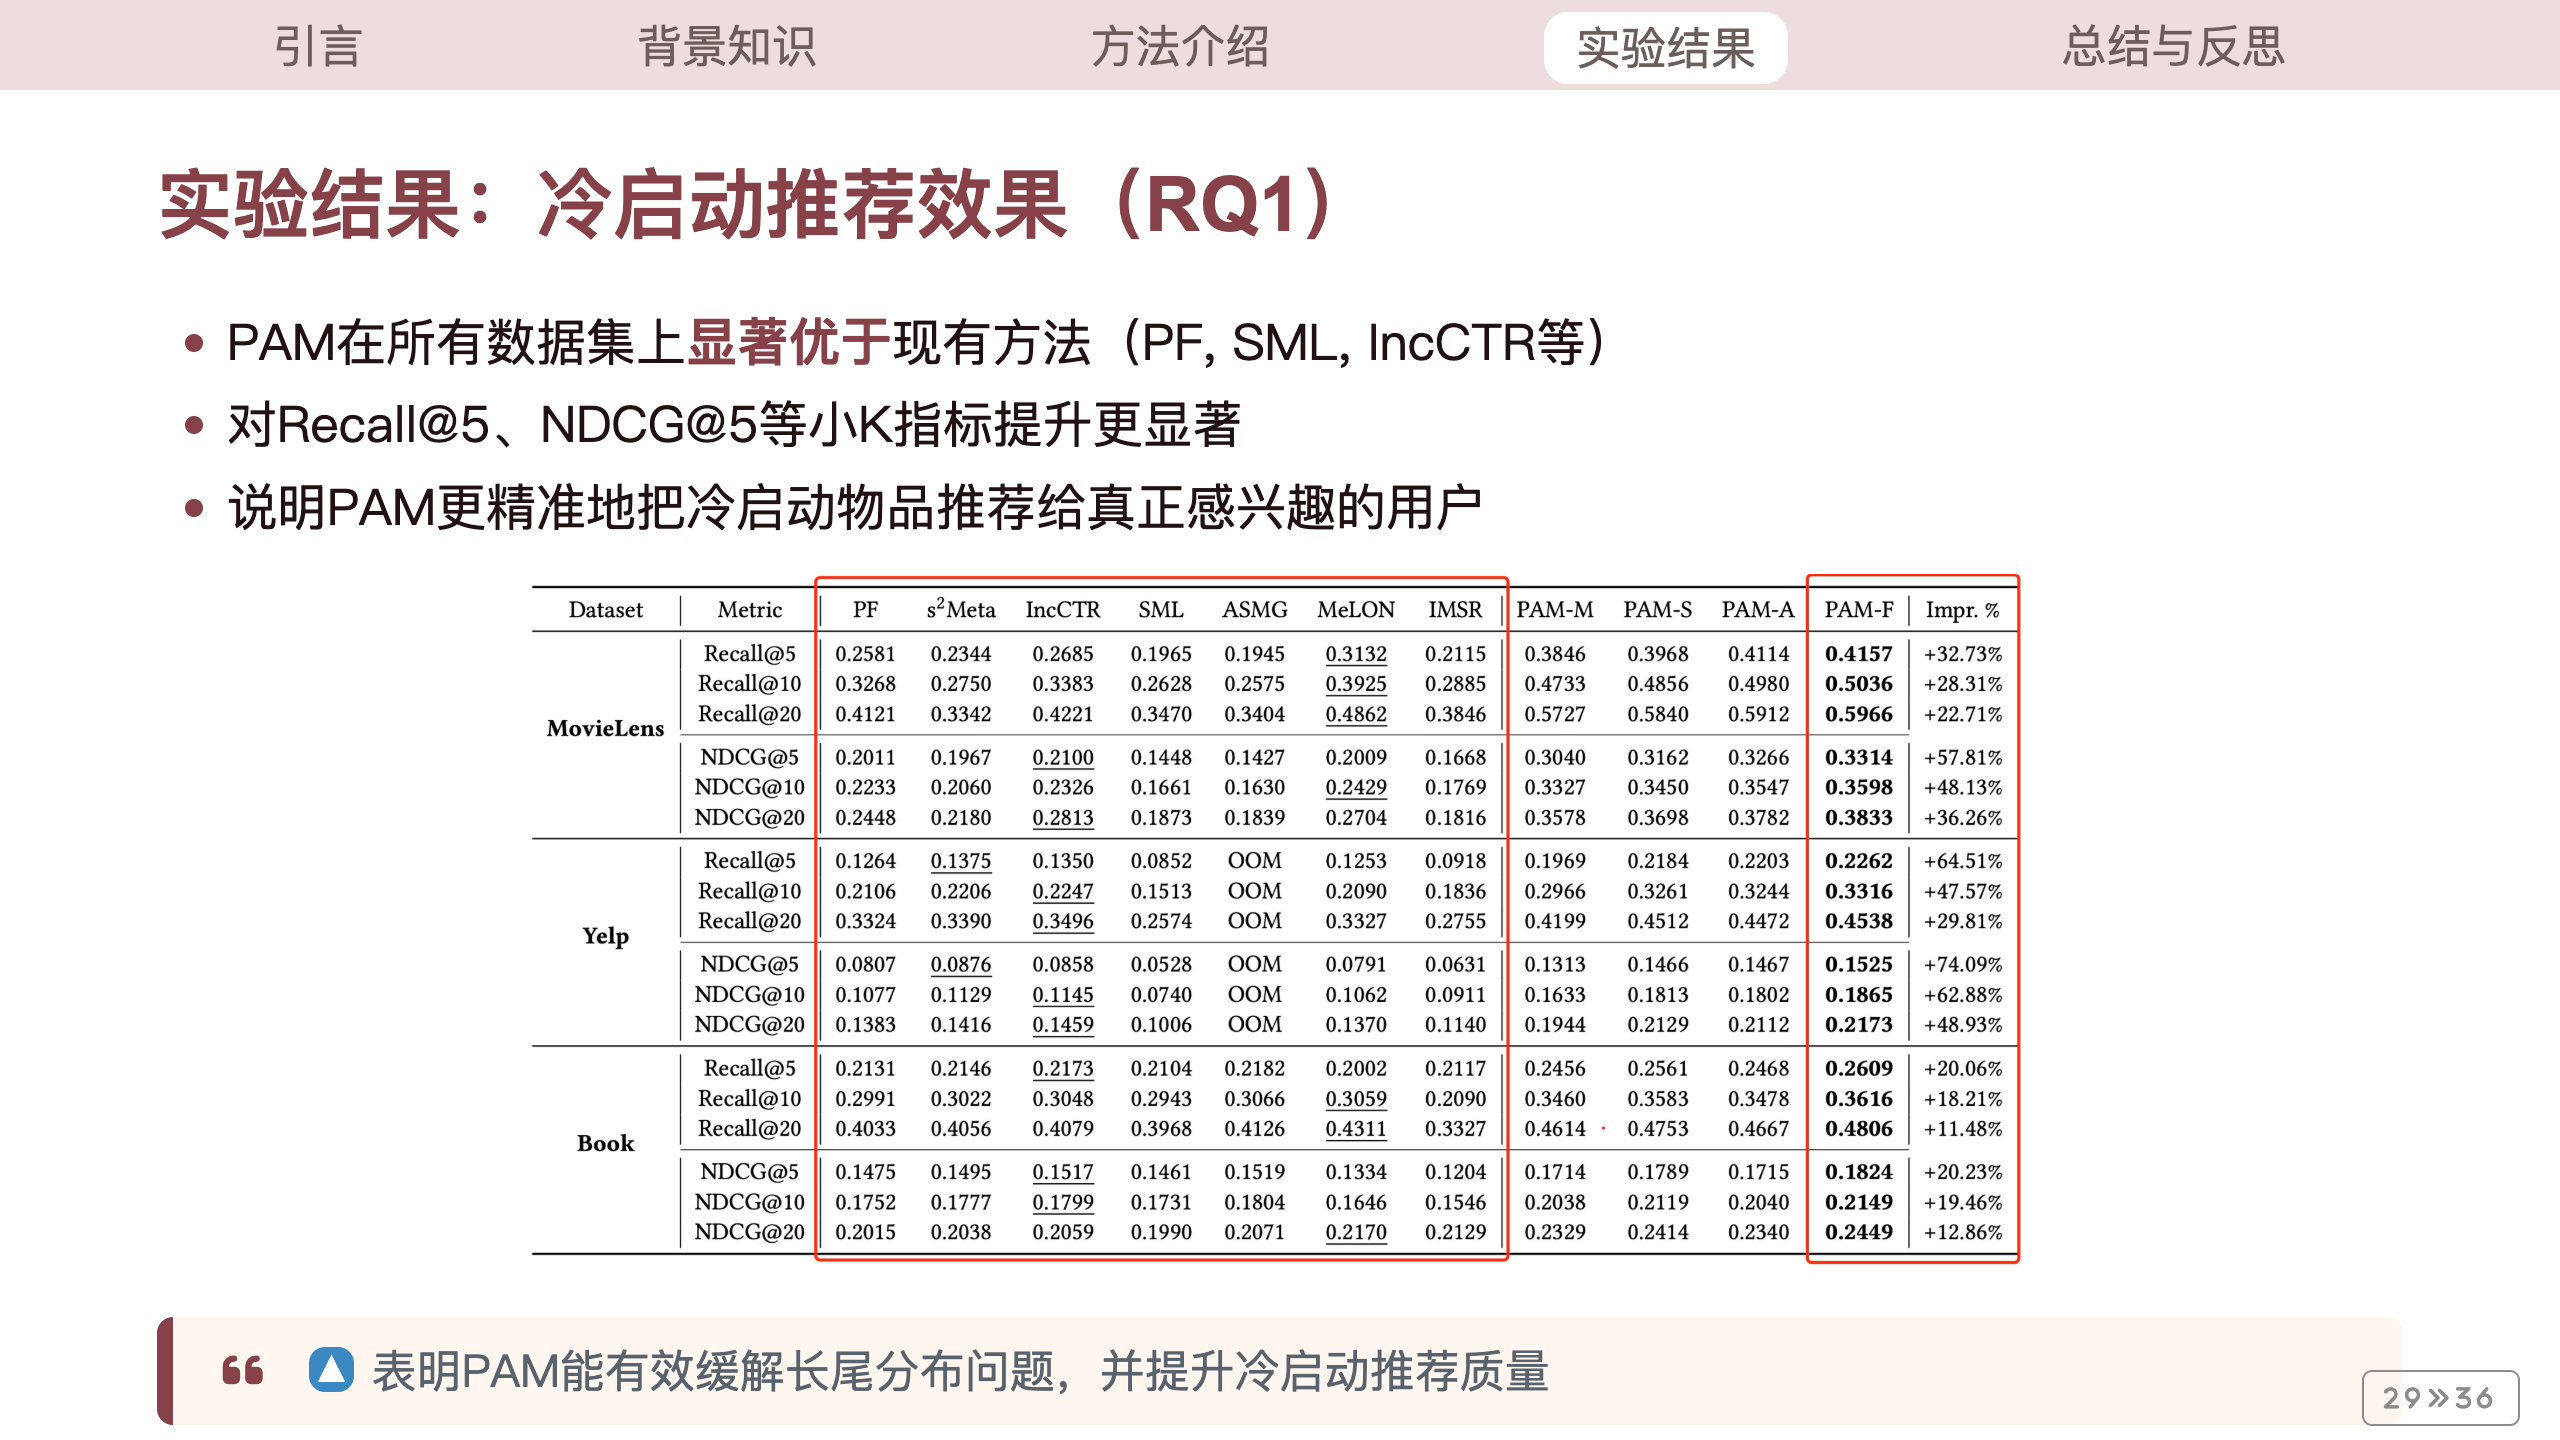 引言 背景知识 方法介绍 实验结果 总结与反思
实验结果：冷启动推荐效果（RQ1）
PAM在所有数据集上显著优于现有方法（PF, SML, IncCTR等）
对Recall@5、NDCG@5等小K指标提升更显著
说明PAM更精准地把冷启动物品推荐给真正感兴趣的用户
Dataset Metric PF s²Meta IncCTR SML ASMG MeLON IMSR PAM-M PAM-S PAM-A PAM-F Impr. %
MovieLens
Recall@5 0.2581 0.2344 0.2685 0.1965 0.1945 0.3132 0.2115 0.3846 0.3968 0.4114 0.4157 +32.73%
Recall@10 0.3268 0.2750 0.3383 0.2628 0.2575 0.3925 0.2885 0.4733 0.4856 0.4980 0.5036 +28.31%
Recall@20 0.4121 0.3342 0.4221 0.3470 0.3404 0.4862 0.3846 0.5727 0.5840 0.5912 0.5966 +22.71%
NDCG@5 0.2011 0.1967 0.2100 0.1448 0.1427 0.2009 0.1668 0.3040 0.3162 0.3266 0.3314 +57.81%
NDCG@10 0.2233 0.2060 0.2326 0.1661 0.1630 0.2429 0.1769 0.3327 0.3450 0.3547 0.3598 +48.13%
NDCG@20 0.2448 0.2180 0.2813 0.1873 0.1839 0.2704 0.1816 0.3578 0.3698 0.3782 0.3833 +36.26%
Yelp
Recall@5 0.1264 0.1375 0.1350 0.0852 OOM 0.1253 0.0918 0.1969 0.2184 0.2203 0.2262 +64.51%
Recall@10 0.2106 0.2206 0.2247 0.1513 OOM 0.2090 0.1836 0.2966 0.3261 0.3244 0.3316 +47.57%
Recall@20 0.3324 0.3390 0.3496 0.2574 OOM 0.3327 0.2755 0.4199 0.4512 0.4472 0.4538 +29.81%
NDCG@5 0.0807 0.0876 0.0858 0.0528 OOM 0.0791 0.0631 0.1313 0.1466 0.1467 0.1525 +74.09%
NDCG@10 0.1077 0.1129 0.1145 0.0740 OOM 0.1062 0.0911 0.1633 0.1813 0.1802 0.1865 +62.88%
NDCG@20 0.1383 0.1416 0.1459 0.1006 OOM 0.1370 0.1140 0.1944 0.2129 0.2112 0.2173 +48.93%
Book
Recall@5 0.2131 0.2146 0.2173 0.2104 0.2182 0.2002 0.2117 0.2456 0.2561 0.2468 0.2609 +20.06%
Recall@10 0.2991 0.3022 0.3048 0.2943 0.3066 0.3059 0.2090 0.3460 0.3583 0.3478 0.3616 +18.21%
Recall@20 0.4033 0.4056 0.4079 0.3968 0.4126 0.4311 0.3327 0.4614 0.4753 0.4667 0.4806 +11.48%
NDCG@5 0.1475 0.1495 0.1517 0.1461 0.1519 0.1334 0.1204 0.1714 0.1789 0.1715 0.1824 +20.23%
NDCG@10 0.1752 0.1777 0.1799 0.1731 0.1804 0.1646 0.1546 0.2038 0.2119 0.2040 0.2149 +19.46%
NDCG@20 0.2015 0.2038 0.2059 0.1990 0.2071 0.2170 0.2129 0.2329 0.2414 0.2340 0.2449 +12.86%
🔼 表明PAM能有效缓解长尾分布问题，并提升冷启动推荐质量
29»36